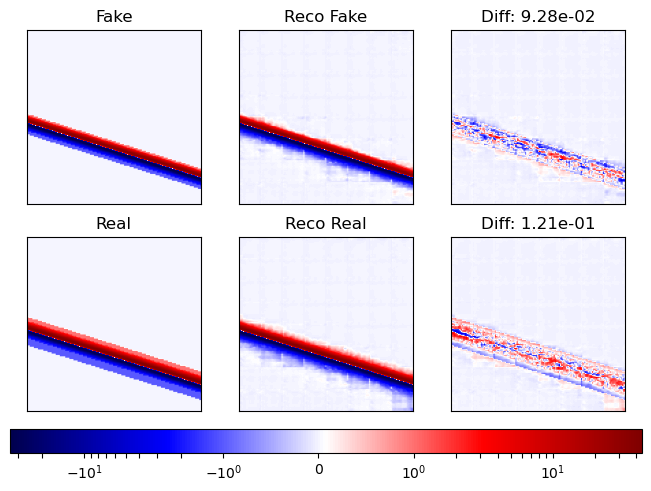 Fake Reco Fake Diff: 9.28e-02
Real Reco Real Diff: 1.21e-01
−10¹ −10⁰ 0 10⁰ 10¹